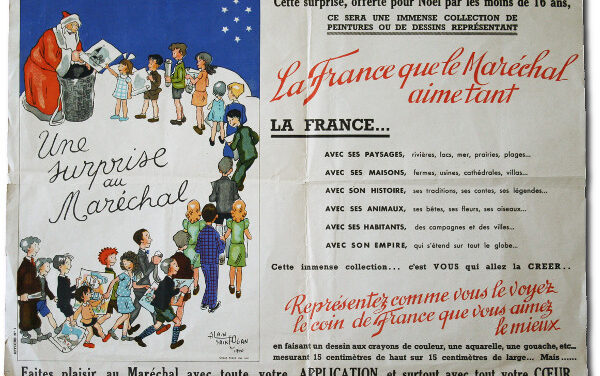 Cette surprise, offerte pour Noël par les moins de 16 ans,
CE SERA UNE IMMENSE COLLECTION DE
PEINTURES OU DE DESSINS REPRÉSENTANT
La France que le Maréchal
aime tant
LA FRANCE...
AVEC SES PAYSAGES, rivières, lacs, mer, prairies, plages...
AVEC SES MAISONS, fermes, usines, cathédrales, villas...
AVEC SON HISTOIRE, ses traditions, ses contes, ses légendes...
AVEC SES ANIMAUX, ses bêtes, ses fleurs, ses oiseaux...
AVEC SES HABITANTS, des campagnes et des villes...
AVEC SON EMPIRE, qui s'étend sur tout le globe...
Cette immense collection... c'est VOUS qui allez la CREER..
Représentez comme vous le voyez
le coin de France que vous aimez
le mieux
en faisant un dessin aux crayons de couleur, une aquarelle, une gouache, etc...
mesurant 15 centimètres de haut sur 15 centimètres de large... Mais......
Une
surprise
au
Maréchal
ALAIN
SAINT-OGAN
1940
Faites plaisir au Maréchal avec toute votre APPLICATION et surtout avec tout votre CŒUR